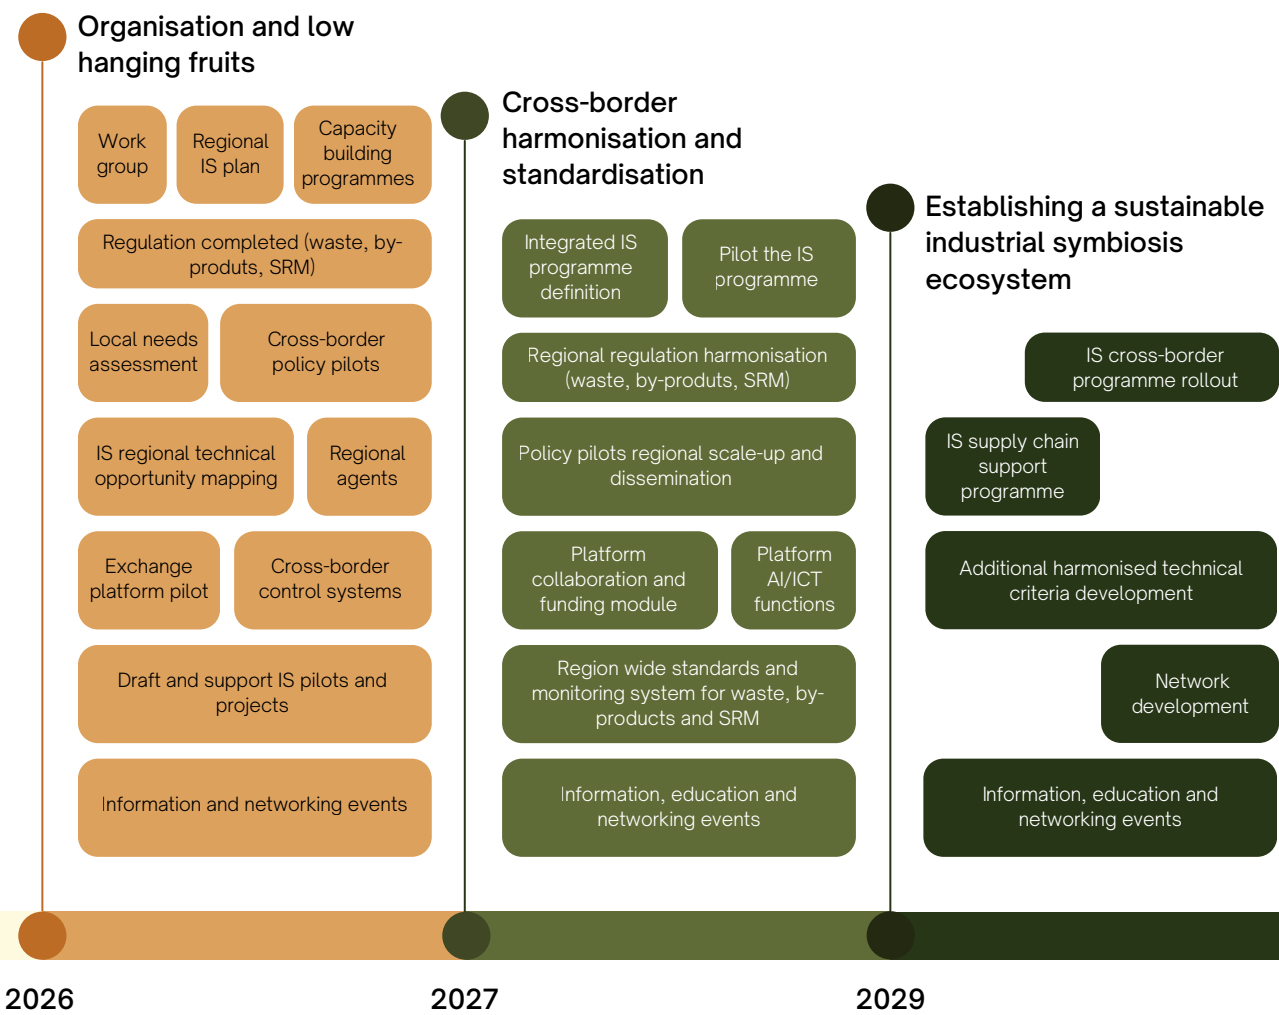 Organisation and low
hanging fruits
Work
group
Regional
IS plan
Capacity
building
programmes
Regulation completed (waste, by-
produts, SRM)
Local needs
assessment
Cross-border
policy pilots
IS regional technical
opportunity mapping
Regional
agents
Exchange
platform pilot
Cross-border
control systems
Draft and support IS pilots and
projects
Information and networking events
Cross-border
harmonisation and
standardisation
Integrated IS
programme
definition
Pilot the IS
programme
Regional regulation harmonisation
(waste, by-produts, SRM)
Policy pilots regional scale-up and
dissemination
Platform
collaboration and
funding module
Platform
AI/ICT
functions
Region wide standards and
monitoring system for waste, by-
products and SRM
Information, education and
networking events
Establishing a sustainable
industrial symbiosis
ecosystem
IS cross-border
programme rollout
IS supply chain
support
programme
Additional harmonised technical
criteria development
Network
development
Information, education and
networking events
2026
2027
2029